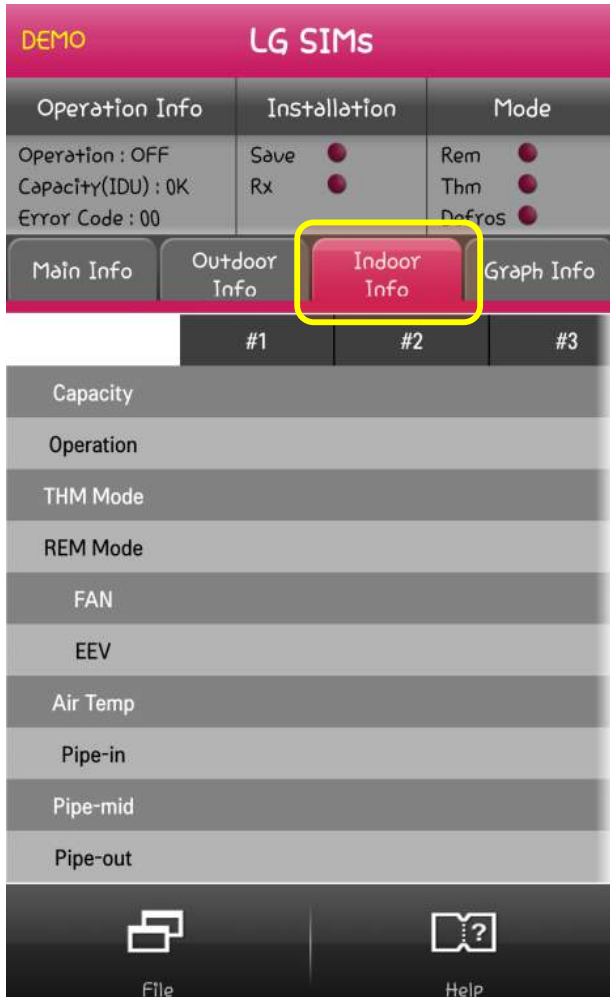 DEMO LG SIMs
Operation Info Installation Mode
Operation : OFF Save Rem
Capacity(IDU) : 0K Rx Thm
Error Code : 00 Defros
Main Info Outdoor Info Indoor Info Graph Info
#1 #2 #3
Capacity
Operation
THM Mode
REM Mode
FAN
EEV
Air Temp
Pipe-in
Pipe-mid
Pipe-out
?
File Help